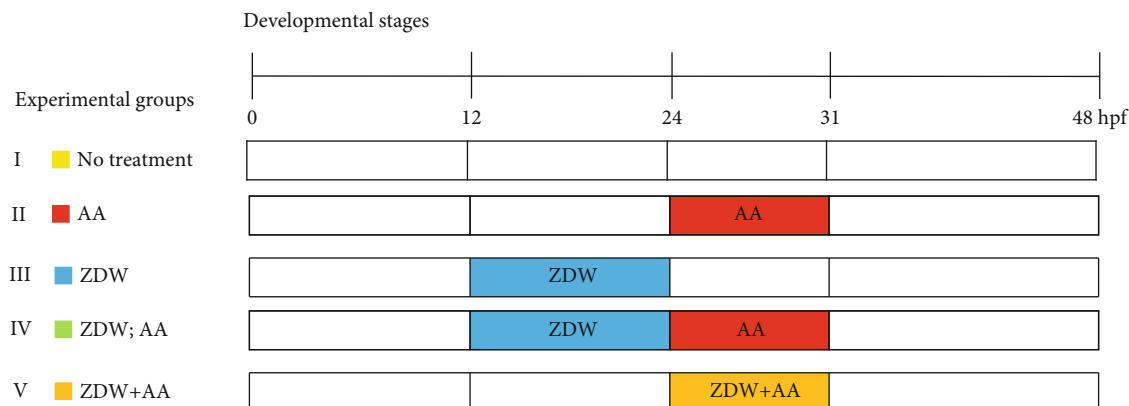 Developmental stages
Experimental groups
0 12 24 31 48 hpf
I No treatment
II AA AA
III ZDW ZDW
IV ZDW; AA ZDW AA
V ZDW+AA ZDW+AA